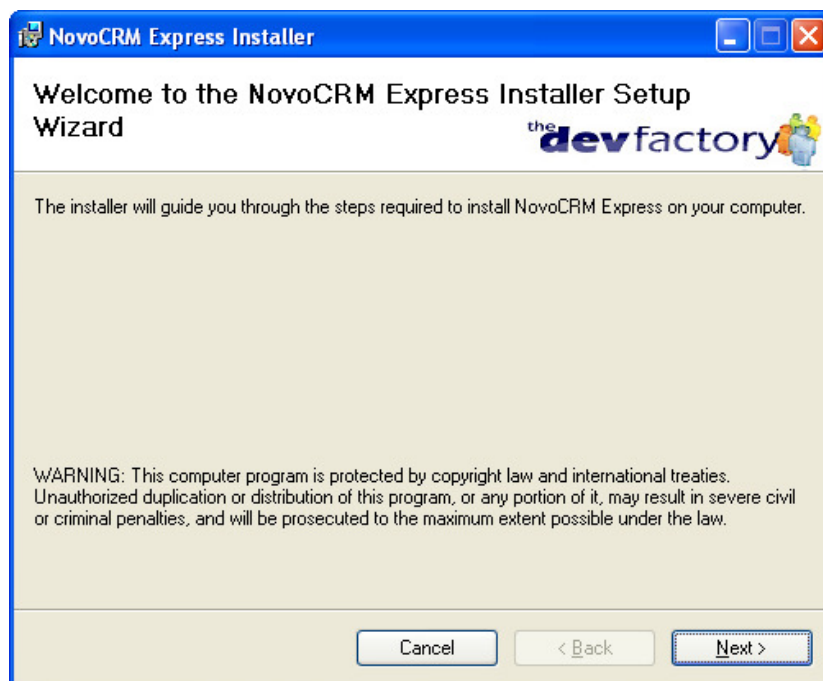 NovoCRM Express Installer
Welcome to the NovoCRM Express Installer Setup
Wizard
the devfactory
The installer will guide you through the steps required to install NovoCRM Express on your computer.
WARNING: This computer program is protected by copyright law and international treaties.
Unauthorized duplication or distribution of this program, or any portion of it, may result in severe civil
or criminal penalties, and will be prosecuted to the maximum extent possible under the law.
Cancel < Back Next >